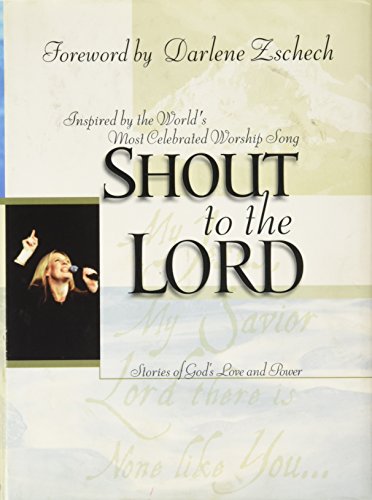 Foreword by Darlene Zschech
Inspired by the World's
Most Celebrated Worship Song
SHOUT
to the
LORD
My
My Savior
Stories of God's Love and Power
Lord there is
None like You...